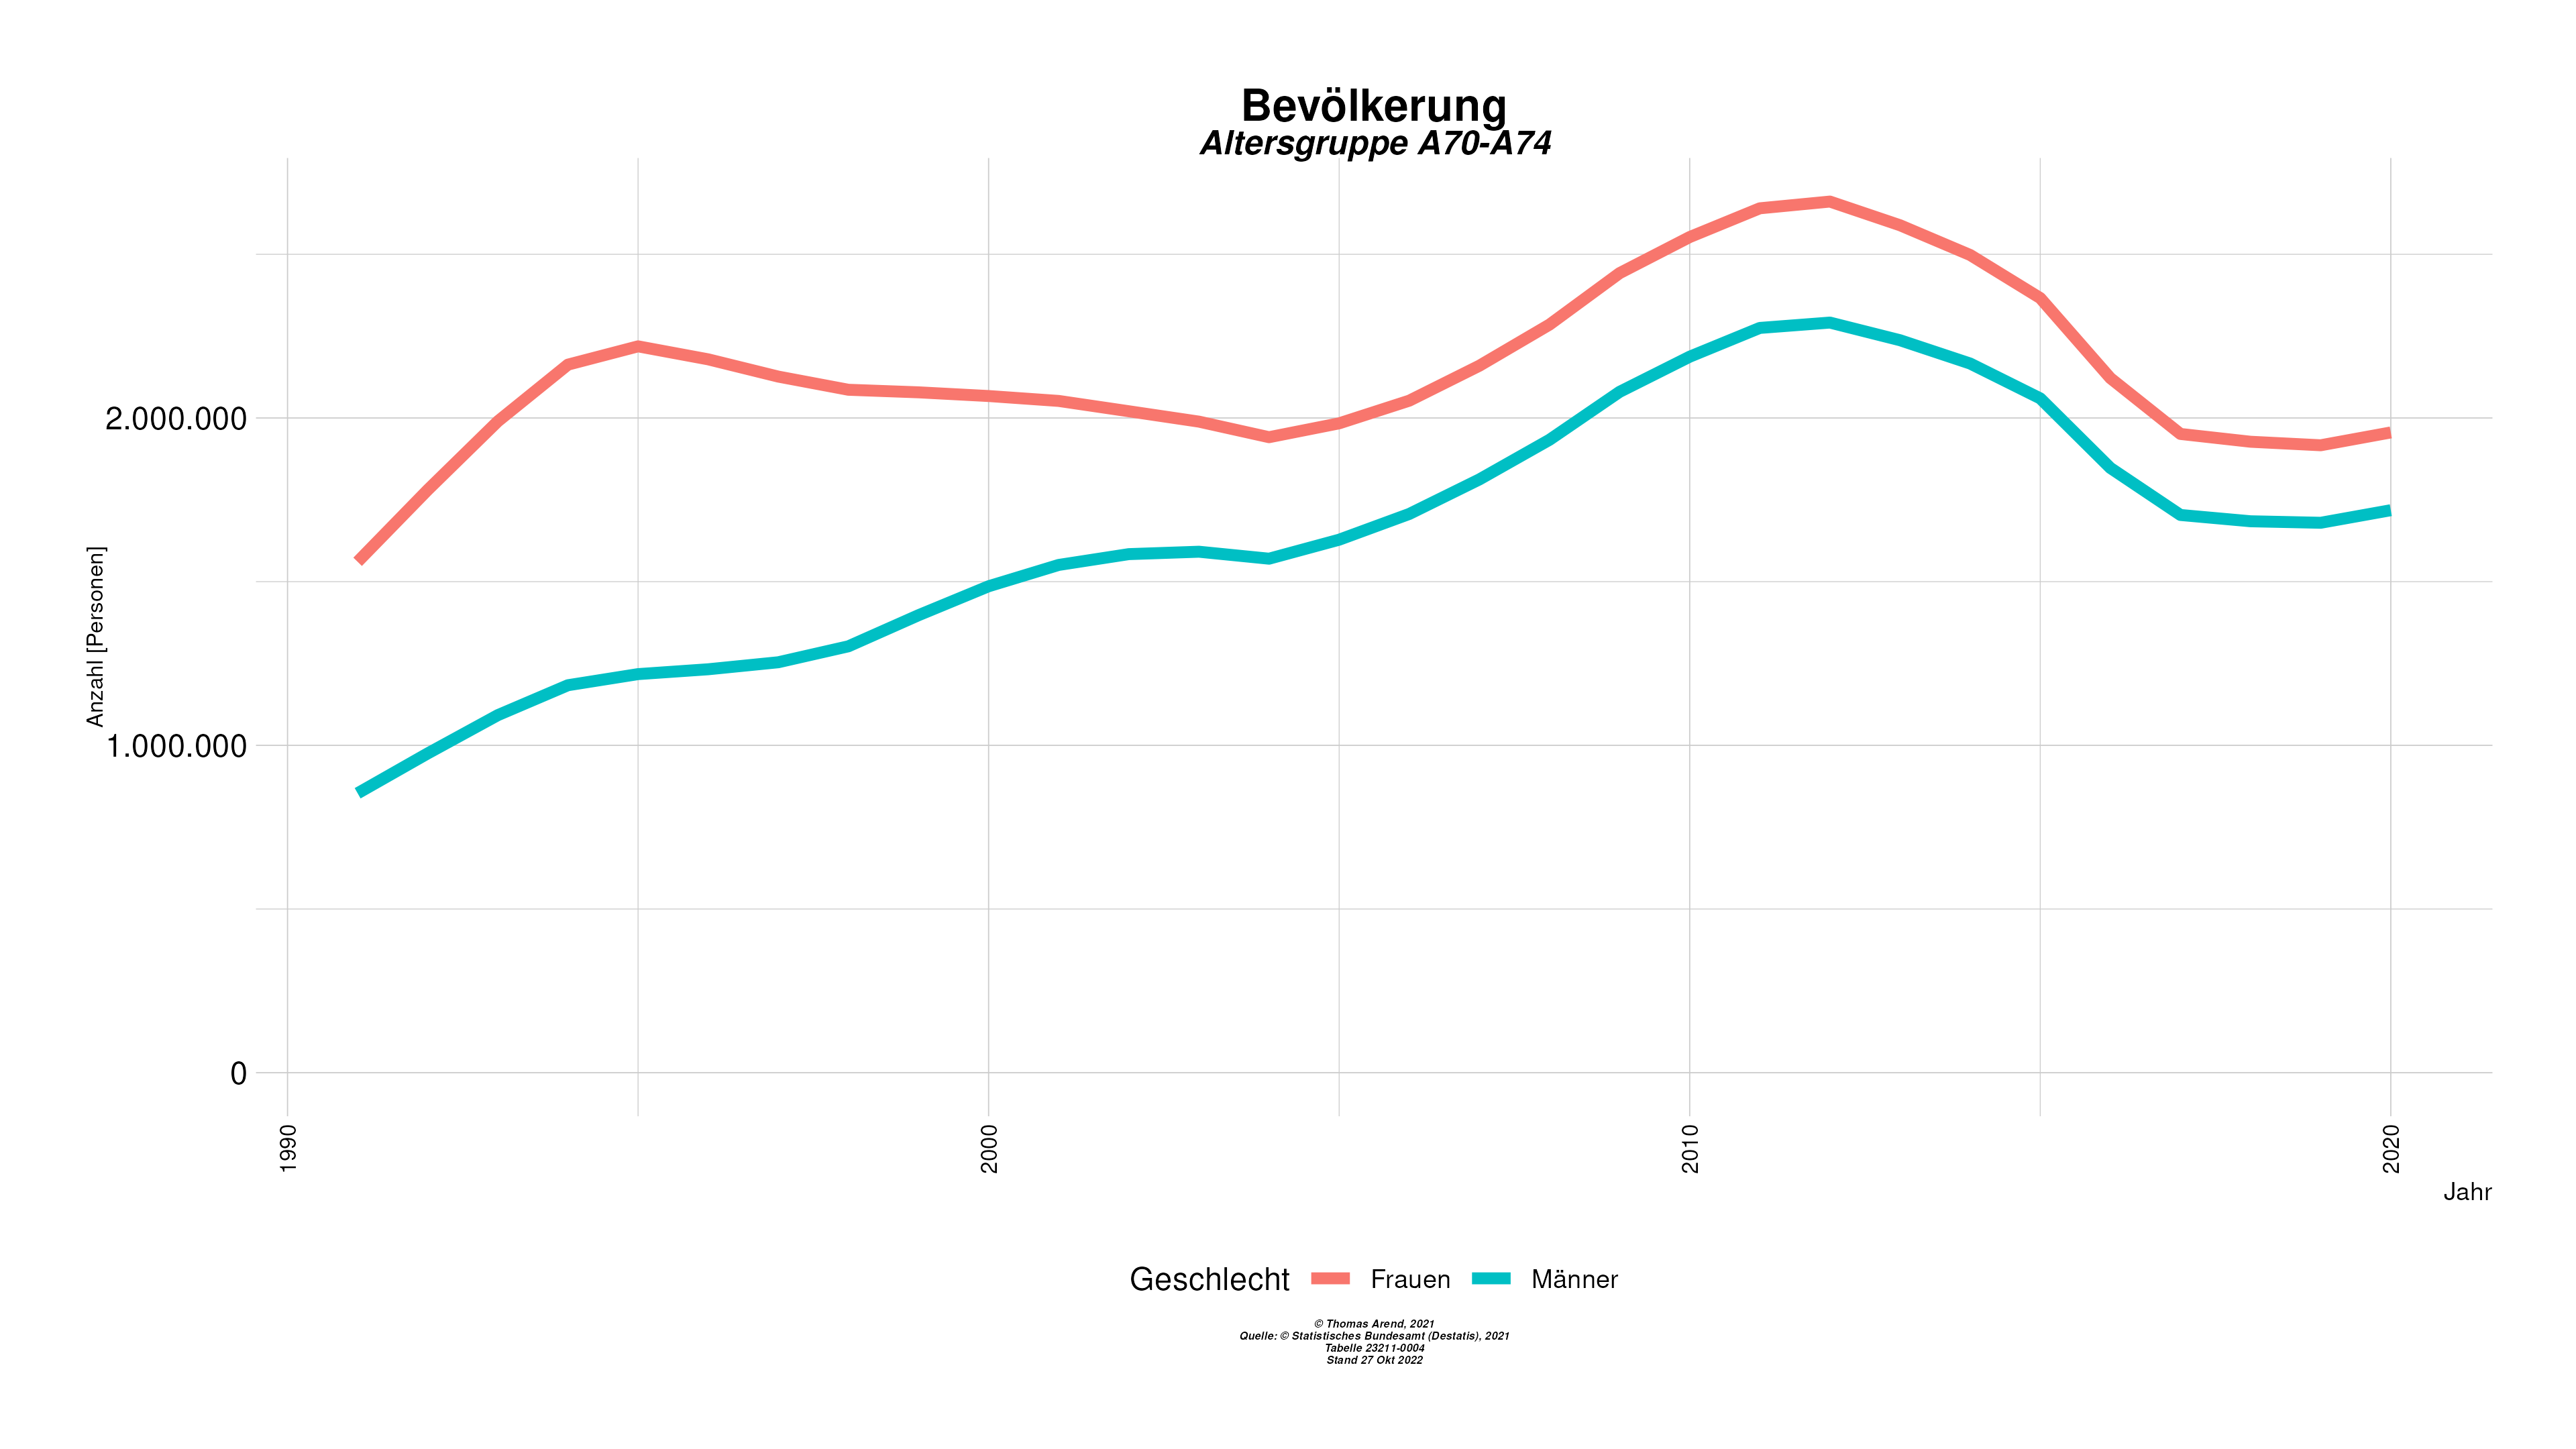 Bevölkerung
Altersgruppe A70-A74
Anzahl [Personen]
2.000.000
1.000.000
0
1990
2000
2010
2020
Jahr
Geschlecht Frauen Männer
© Thomas Arend, 2021
Quelle: © Statistisches Bundesamt (Destatis), 2021
Tabelle 23211-0004
Stand 27 Okt 2022